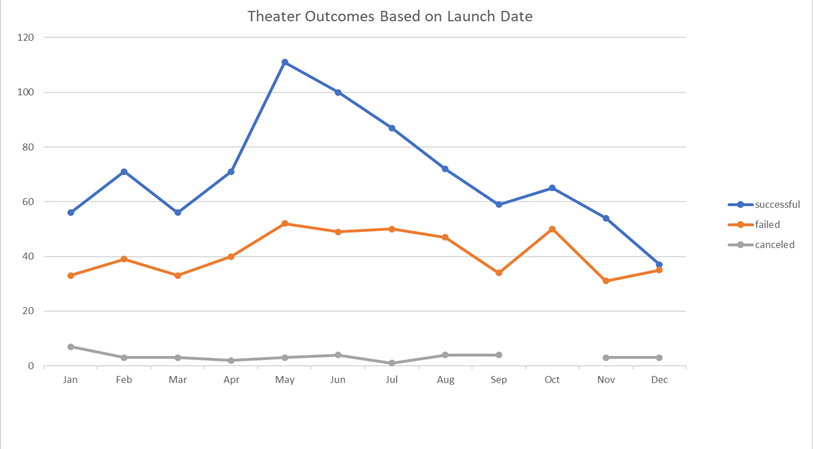 Theater Outcomes Based on Launch Date
120
100
80
60
40
20
0
Jan Feb Mar Apr May Jun Jul Aug Sep Oct Nov Dec
successful
failed
canceled